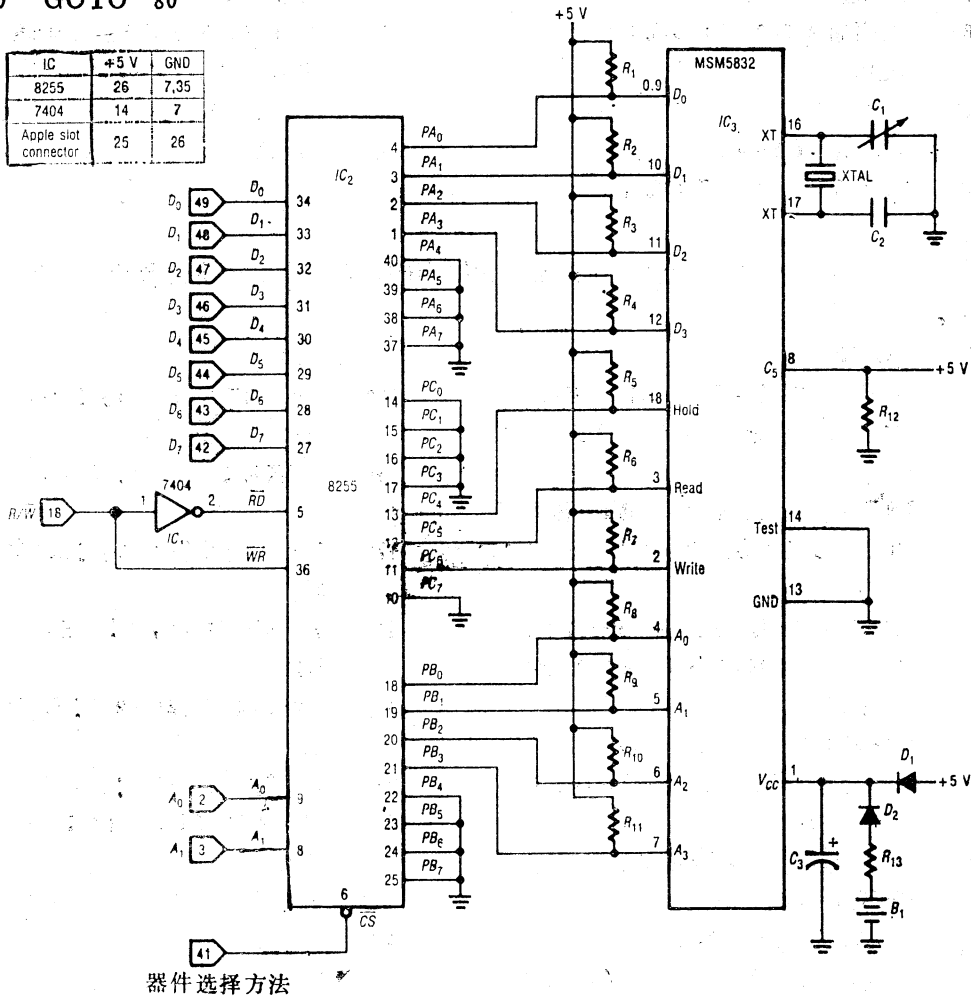 GOTO 80
IC +5 V GND
8255 26 7,35
7404 14 7
Apple slot connector 25 26
+5 V
IC2
8255
D0 49 D0 34
D1 48 D1 33
D2 47 D2 32
D3 46 D3 31
D4 45 D4 30
D5 44 D5 29
D6 43 D6 28
D7 42 D7 27
R/W̅ 18 1 7404 2 R̅D̅ 5
IC1
W̅R̅ 36
A0 2 A0 9
A1 3 A1 8
6
C̅S̅
41
器件选择方法
4 PA0
3 PA1
2 PA2
1 PA3
40 PA4
39 PA5
38 PA6
37 PA7
14 PC0
15 PC1
16 PC2
17 PC3
13 PC4
12 PC5
11 PC6
10 PC7
18 PB0
19 PB1
20 PB2
21 PB3
22 PB4
23 PB5
24 PB6
25 PB7
R1
R2
R3
R4
R5
R6
R7
R8
R9
R10
R11
MSM5832
IC3
0.9 D0
10 D1
11 D2
12 D3
18 Hold
3 Read
2 Write
4 A0
5 A1
6 A2
7 A3
XT 16
C1
XTAL
XT 17
C2
C5 8
+5 V
R12
Test 14
GND 13
VCC 1
D1
+5 V
D2
C3
+
R13
B1